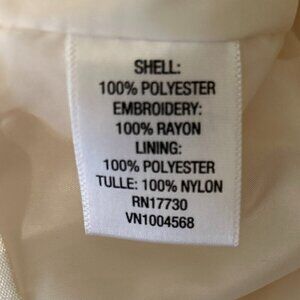 SHELL:
100% POLYESTER
EMBROIDERY:
100% RAYON
LINING:
100% POLYESTER
TULLE: 100% NYLON
RN17730
VN1004568